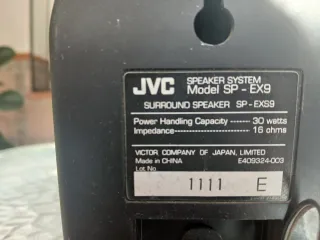 JVC SPEAKER SYSTEM
Model SP-EX9
SURROUND SPEAKER SP-EXS9
Power Handling Capacity ------ 30 watts
Impedance------------------- 16 ohms
VICTOR COMPANY OF JAPAN, LIMITED
Made in CHINA E409324-003
Lot No
1111 E